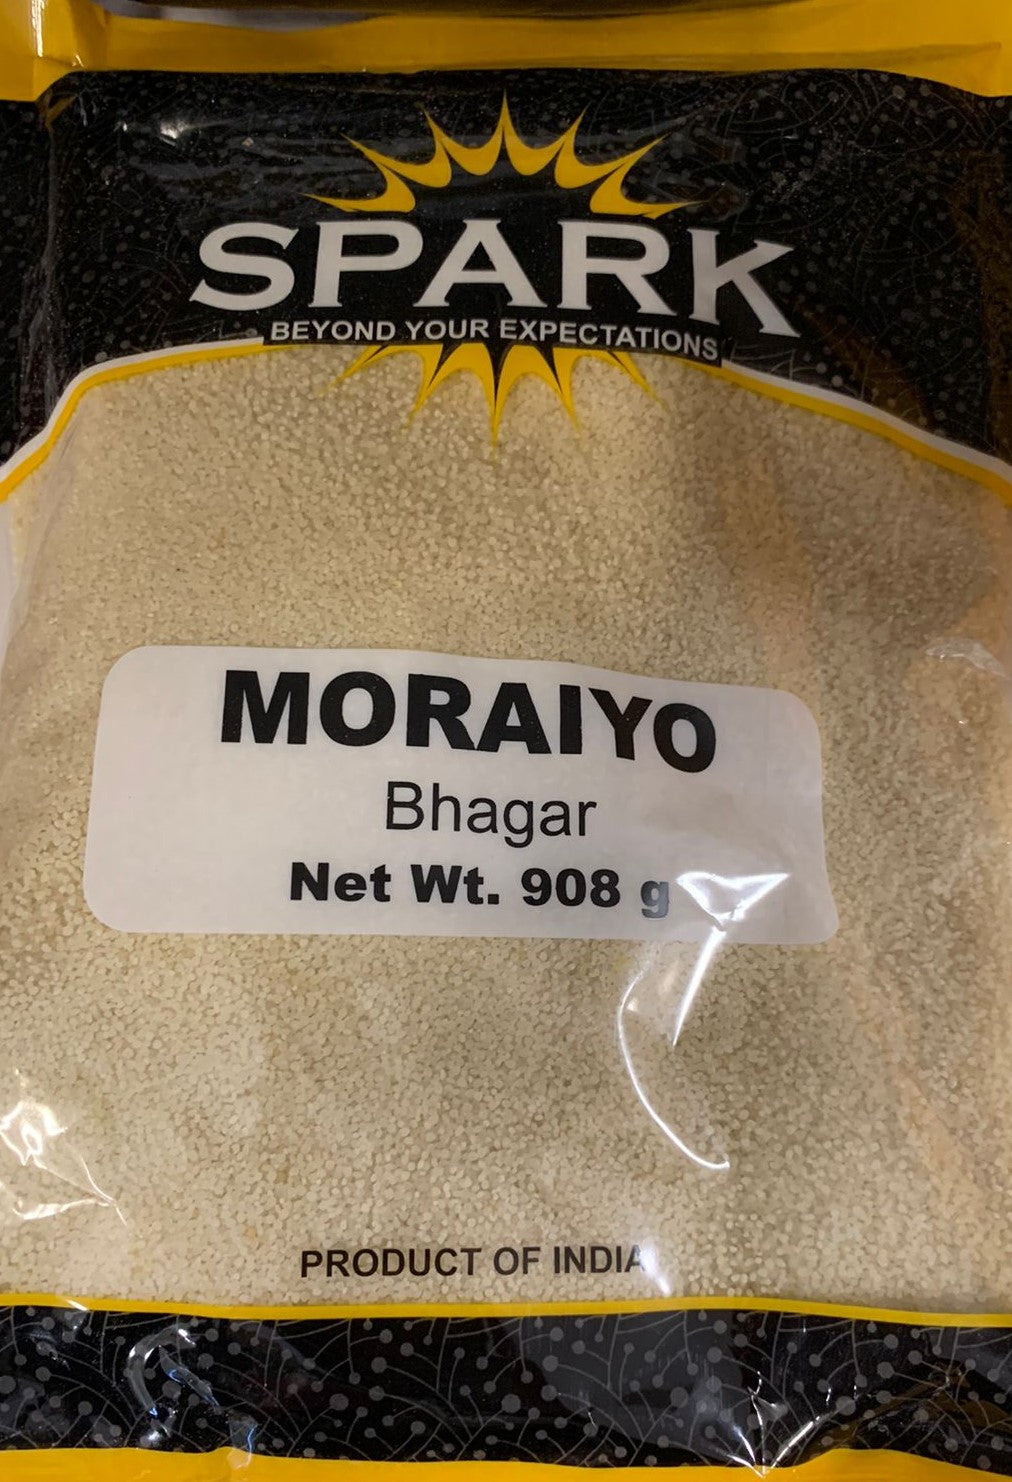 SPARK
BEYOND YOUR EXPECTATIONS
MORAIYO
Bhagar
Net Wt. 908 g
PRODUCT OF INDIA